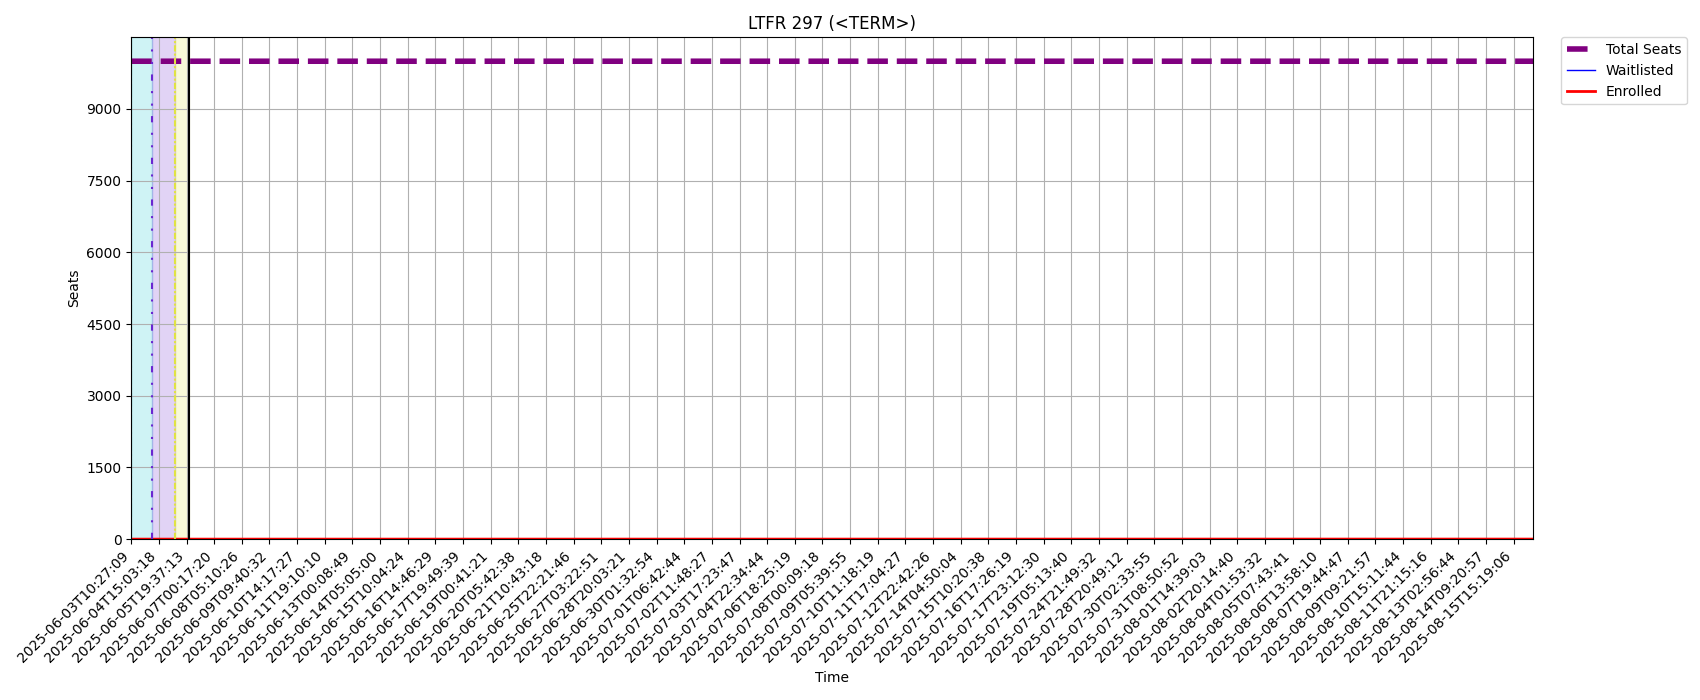 LTFR 297 (<TERM>)
Total Seats
Waitlisted
Enrolled
Seats
9000
7500
6000
4500
3000
1500
0
2025-06-03T10:27:09
2025-06-04T15:03:18
2025-06-05T19:37:13
2025-06-07T00:17:20
2025-06-08T05:10:26
2025-06-09T09:40:32
2025-06-10T14:17:27
2025-06-11T19:10:10
2025-06-13T00:08:49
2025-06-14T05:05:00
2025-06-15T10:04:24
2025-06-16T14:46:29
2025-06-17T19:49:39
2025-06-19T00:41:21
2025-06-20T05:42:38
2025-06-21T10:43:18
2025-06-25T22:21:46
2025-06-27T03:22:51
2025-06-28T20:03:21
2025-06-30T01:32:54
2025-07-01T06:42:44
2025-07-02T11:48:27
2025-07-03T17:23:47
2025-07-04T22:34:44
2025-07-06T18:25:19
2025-07-08T00:09:18
2025-07-09T05:39:55
2025-07-10T11:18:19
2025-07-11T17:04:27
2025-07-12T22:42:26
2025-07-14T04:50:04
2025-07-15T10:20:38
2025-07-16T17:26:19
2025-07-17T23:12:30
2025-07-19T05:13:40
2025-07-24T21:49:32
2025-07-28T20:49:12
2025-07-30T02:33:55
2025-07-31T08:50:52
2025-08-01T14:39:03
2025-08-02T20:14:40
2025-08-04T01:53:32
2025-08-05T07:43:41
2025-08-06T13:58:10
2025-08-07T19:44:47
2025-08-09T09:21:57
2025-08-10T15:11:44
2025-08-11T21:15:16
2025-08-13T02:56:44
2025-08-14T09:20:57
2025-08-15T15:19:06
Time